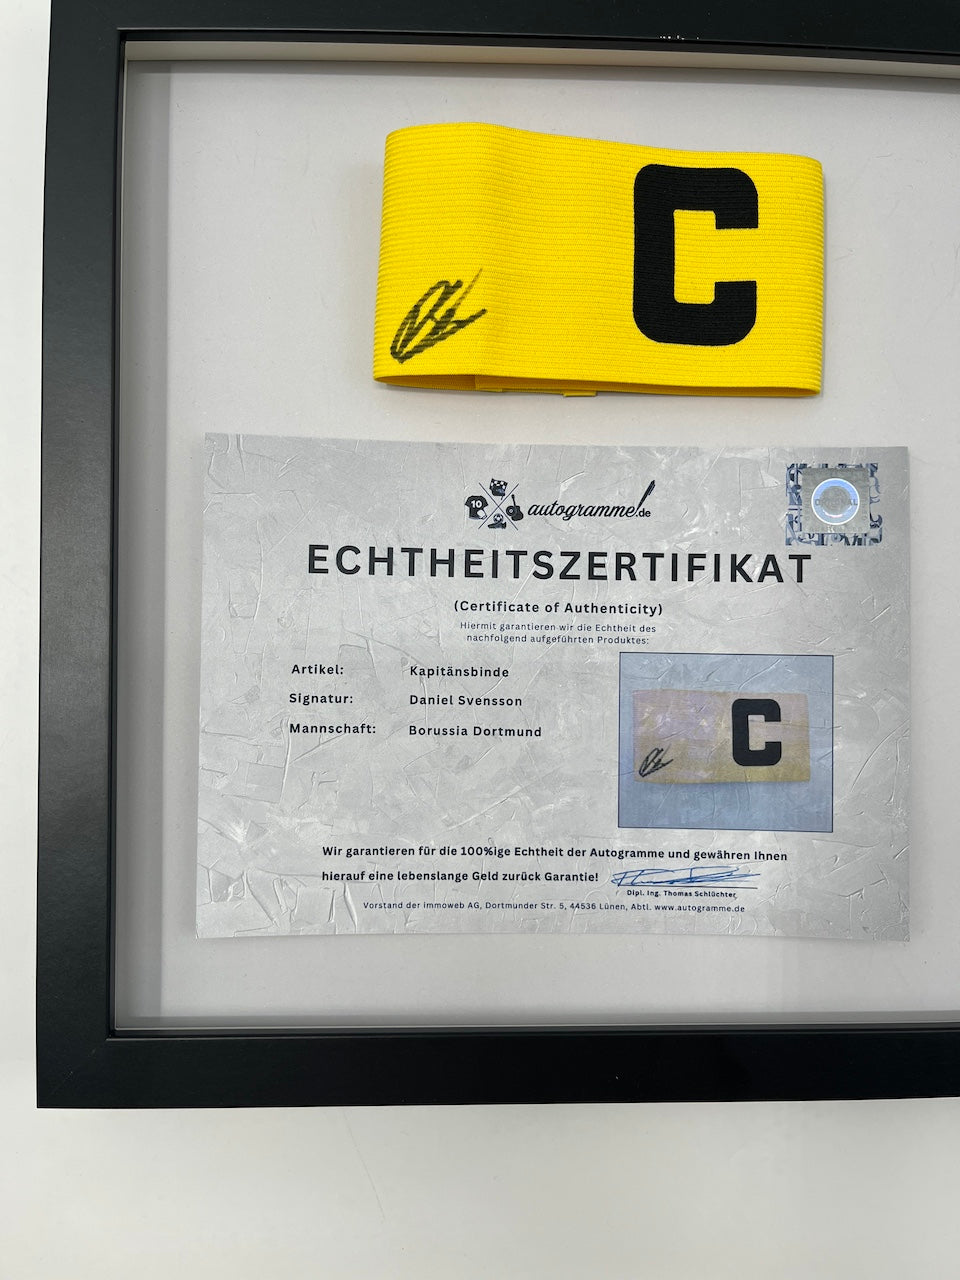 C
10
autogramme.de
ORIGINAL
ECHTHEITSZERTIFIKAT
(Certificate of Authenticity)
Hiermit garantieren wir die Echtheit des
nachfolgend aufgeführten Produktes:
Artikel: Kapitänsbinde
Signatur: Daniel Svensson
Mannschaft: Borussia Dortmund
C
Wir garantieren für die 100%ige Echtheit der Autogramme und gewähren Ihnen
hierauf eine lebenslange Geld zurück Garantie!
Dipl. Ing. Thomas Schlüchter,
Vorstand der immoweb AG, Dortmunder Str. 5, 44536 Lünen, Abtl. www.autogramme.de